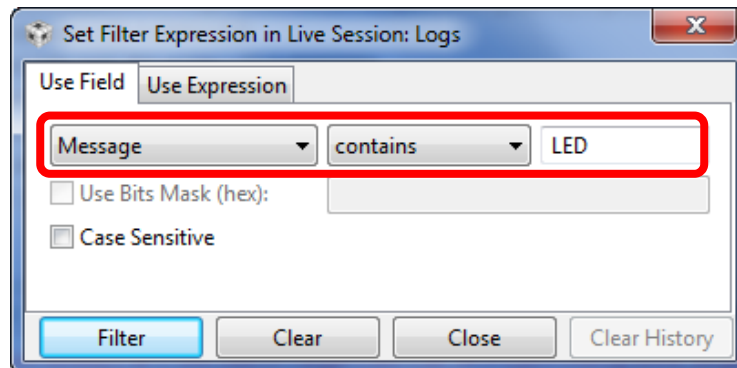 Set Filter Expression in Live Session: Logs
Use Field Use Expression
Message contains LED
Use Bits Mask (hex):
Case Sensitive
Filter Clear Close Clear History